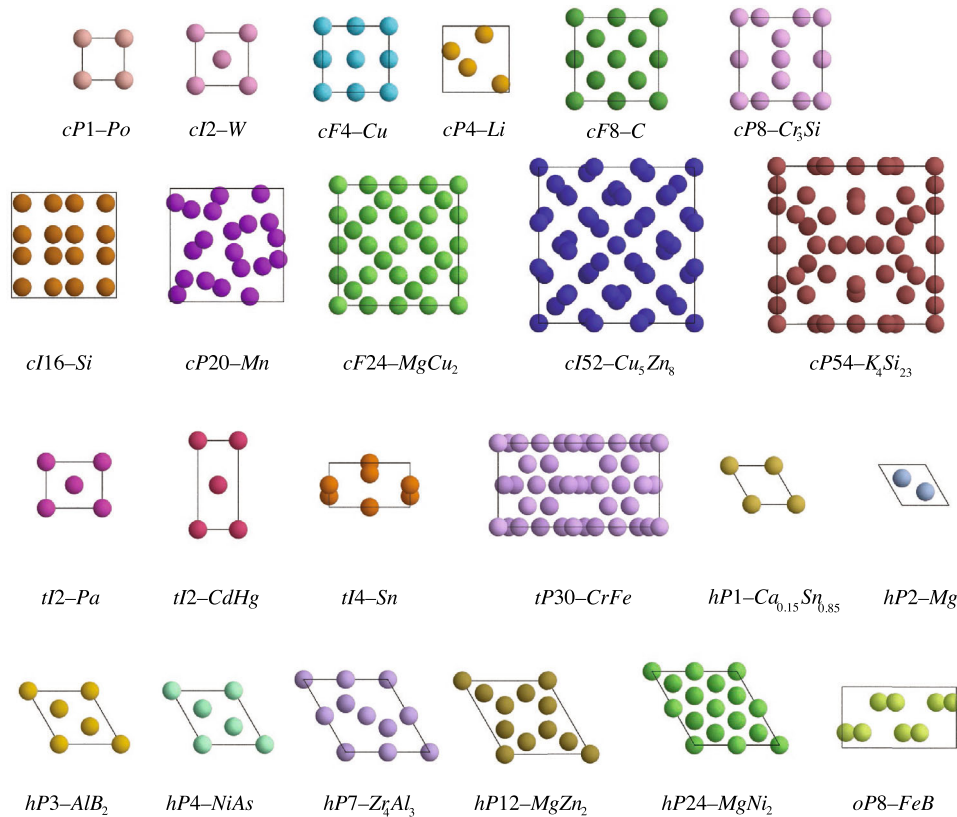 cP1–Po cI2–W cF4–Cu cP4–Li cF8–C cP8–Cr₃Si
cI16–Si cP20–Mn cF24–MgCu₂ cI52–Cu₅Zn₈ cP54–K₄Si₂₃
tI2–Pa tI2–CdHg tI4–Sn tP30–CrFe hP1–Ca₀.₁₅Sn₀.₈₅ hP2–Mg
hP3–AlB₂ hP4–NiAs hP7–Zr₄Al₃ hP12–MgZn₂ hP24–MgNi₂ oP8–FeB